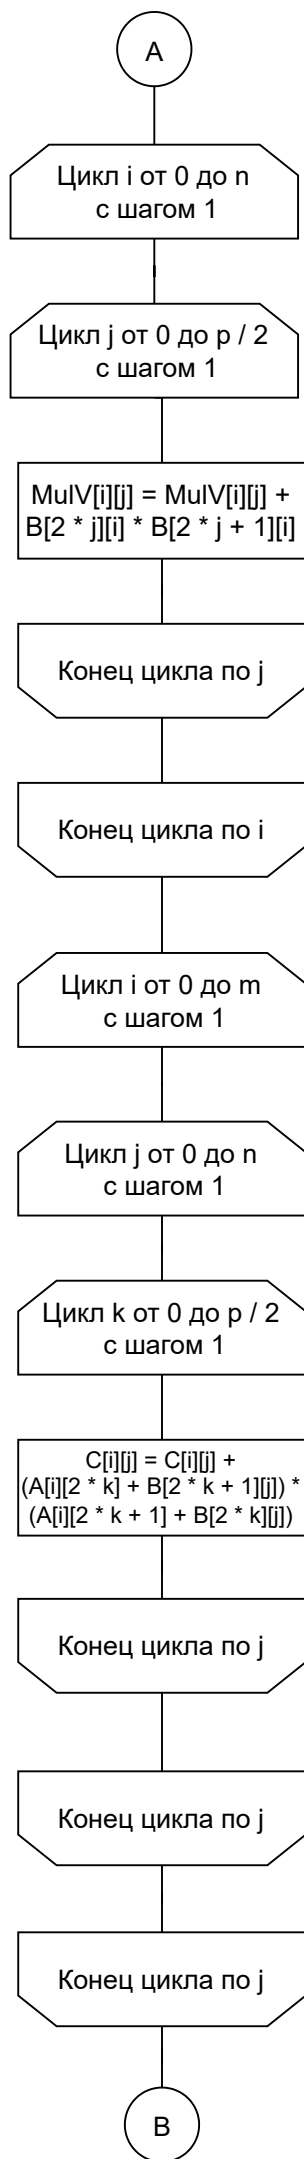 A
Цикл i от 0 до n
с шагом 1
Цикл j от 0 до p / 2
с шагом 1
MulV[i][j] = MulV[i][j] +
B[2 * j][i] * B[2 * j + 1][i]
Конец цикла по j
Конец цикла по i
Цикл i от 0 до m
с шагом 1
Цикл j от 0 до n
с шагом 1
Цикл k от 0 до p / 2
с шагом 1
C[i][j] = C[i][j] +
(A[i][2 * k] + B[2 * k + 1][j]) *
(A[i][2 * k + 1] + B[2 * k][j])
Конец цикла по j
Конец цикла по j
Конец цикла по j
B